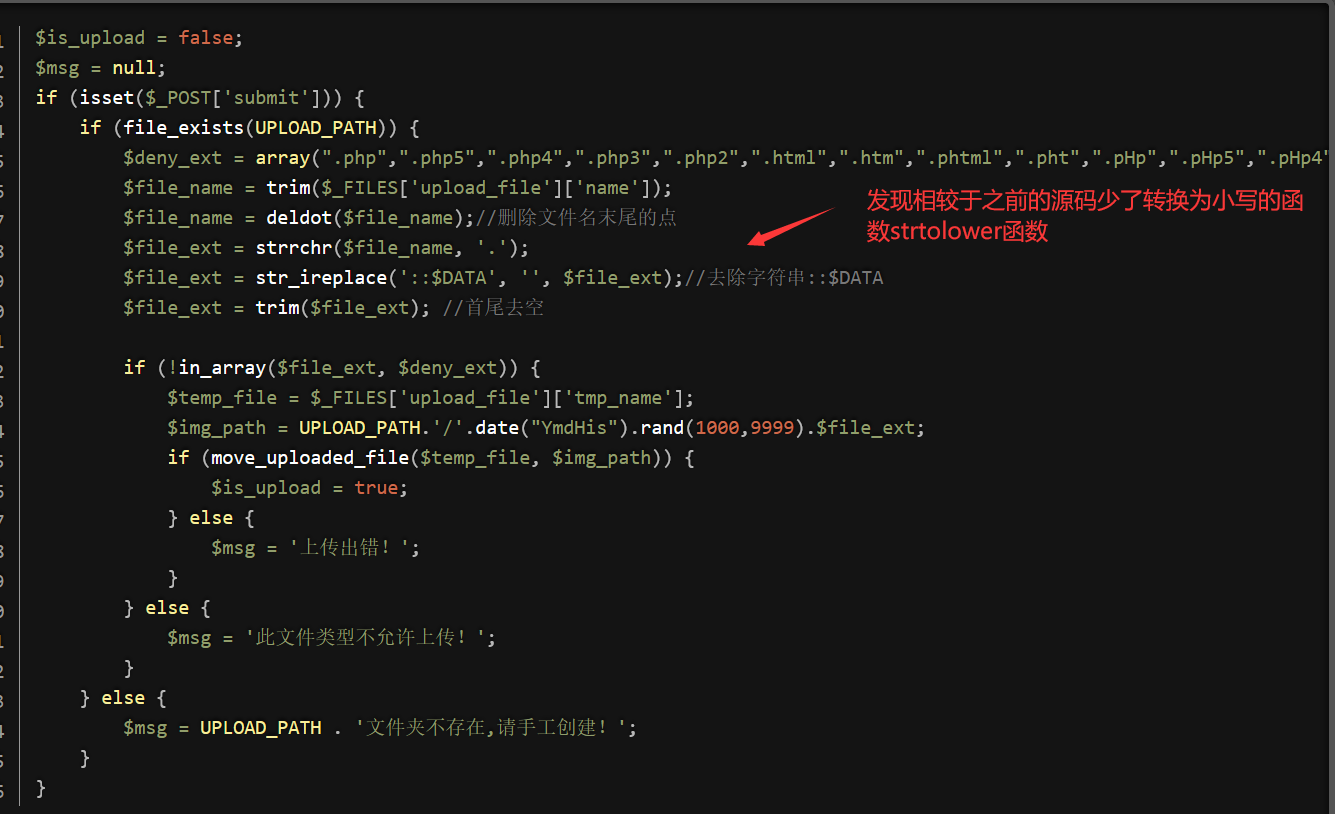 $is_upload = false;
$msg = null;
if (isset($_POST['submit'])) {
if (file_exists(UPLOAD_PATH)) {
$deny_ext = array(".php",".php5",".php4",".php3",".php2",".html",".htm",".phtml",".pht",".pHp",".pHp5",".pHp4"
$file_name = trim($_FILES['upload_file']['name']);
$file_name = deldot($file_name);//删除文件名末尾的点
$file_ext = strrchr($file_name, '.');
$file_ext = str_ireplace('::$DATA', '', $file_ext);//去除字符串::$DATA
$file_ext = trim($file_ext); //首尾去空
发现相较于之前的源码少了转换为小写的函
数strtolower函数
if (!in_array($file_ext, $deny_ext)) {
$temp_file = $_FILES['upload_file']['tmp_name'];
$img_path = UPLOAD_PATH.'/'.date("YmdHis").rand(1000,9999).$file_ext;
if (move_uploaded_file($temp_file, $img_path)) {
$is_upload = true;
} else {
$msg = '上传出错！';
}
} else {
$msg = '此文件类型不允许上传！';
}
} else {
$msg = UPLOAD_PATH . '文件夹不存在,请手工创建！';
}
}